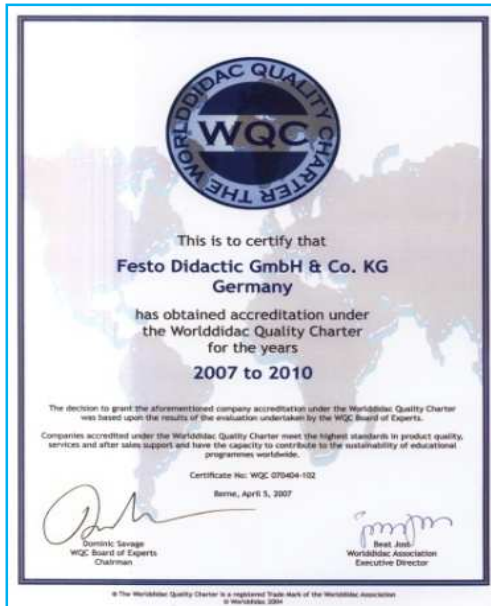 THE WORLDDIDAC QUALITY CHARTER
WQC
This is to certify that
Festo Didactic GmbH & Co. KG
Germany
has obtained accreditation under
the Worlddidac Quality Charter
for the years
2007 to 2010
The decision to grant the aforementioned company accreditation under the Worlddidac Quality Charter
was based upon the results of the evaluation undertaken by the WQC Board of Experts.
Companies accredited under the Worlddidac Quality Charter meet the highest standards in product quality,
services and after sales support and have the capacity to contribute to the sustainability of educational
programmes worldwide.
Certificate No: WQC 070404-102
Berne, April 5, 2007
Dominic Savage
WQC Board of Experts
Chairman
Beat Jost
Worlddidac Association
Executive Director
© The Worlddidac Quality Charter is a registered Trade Mark of the Worlddidac Association
© Worlddidac 2004